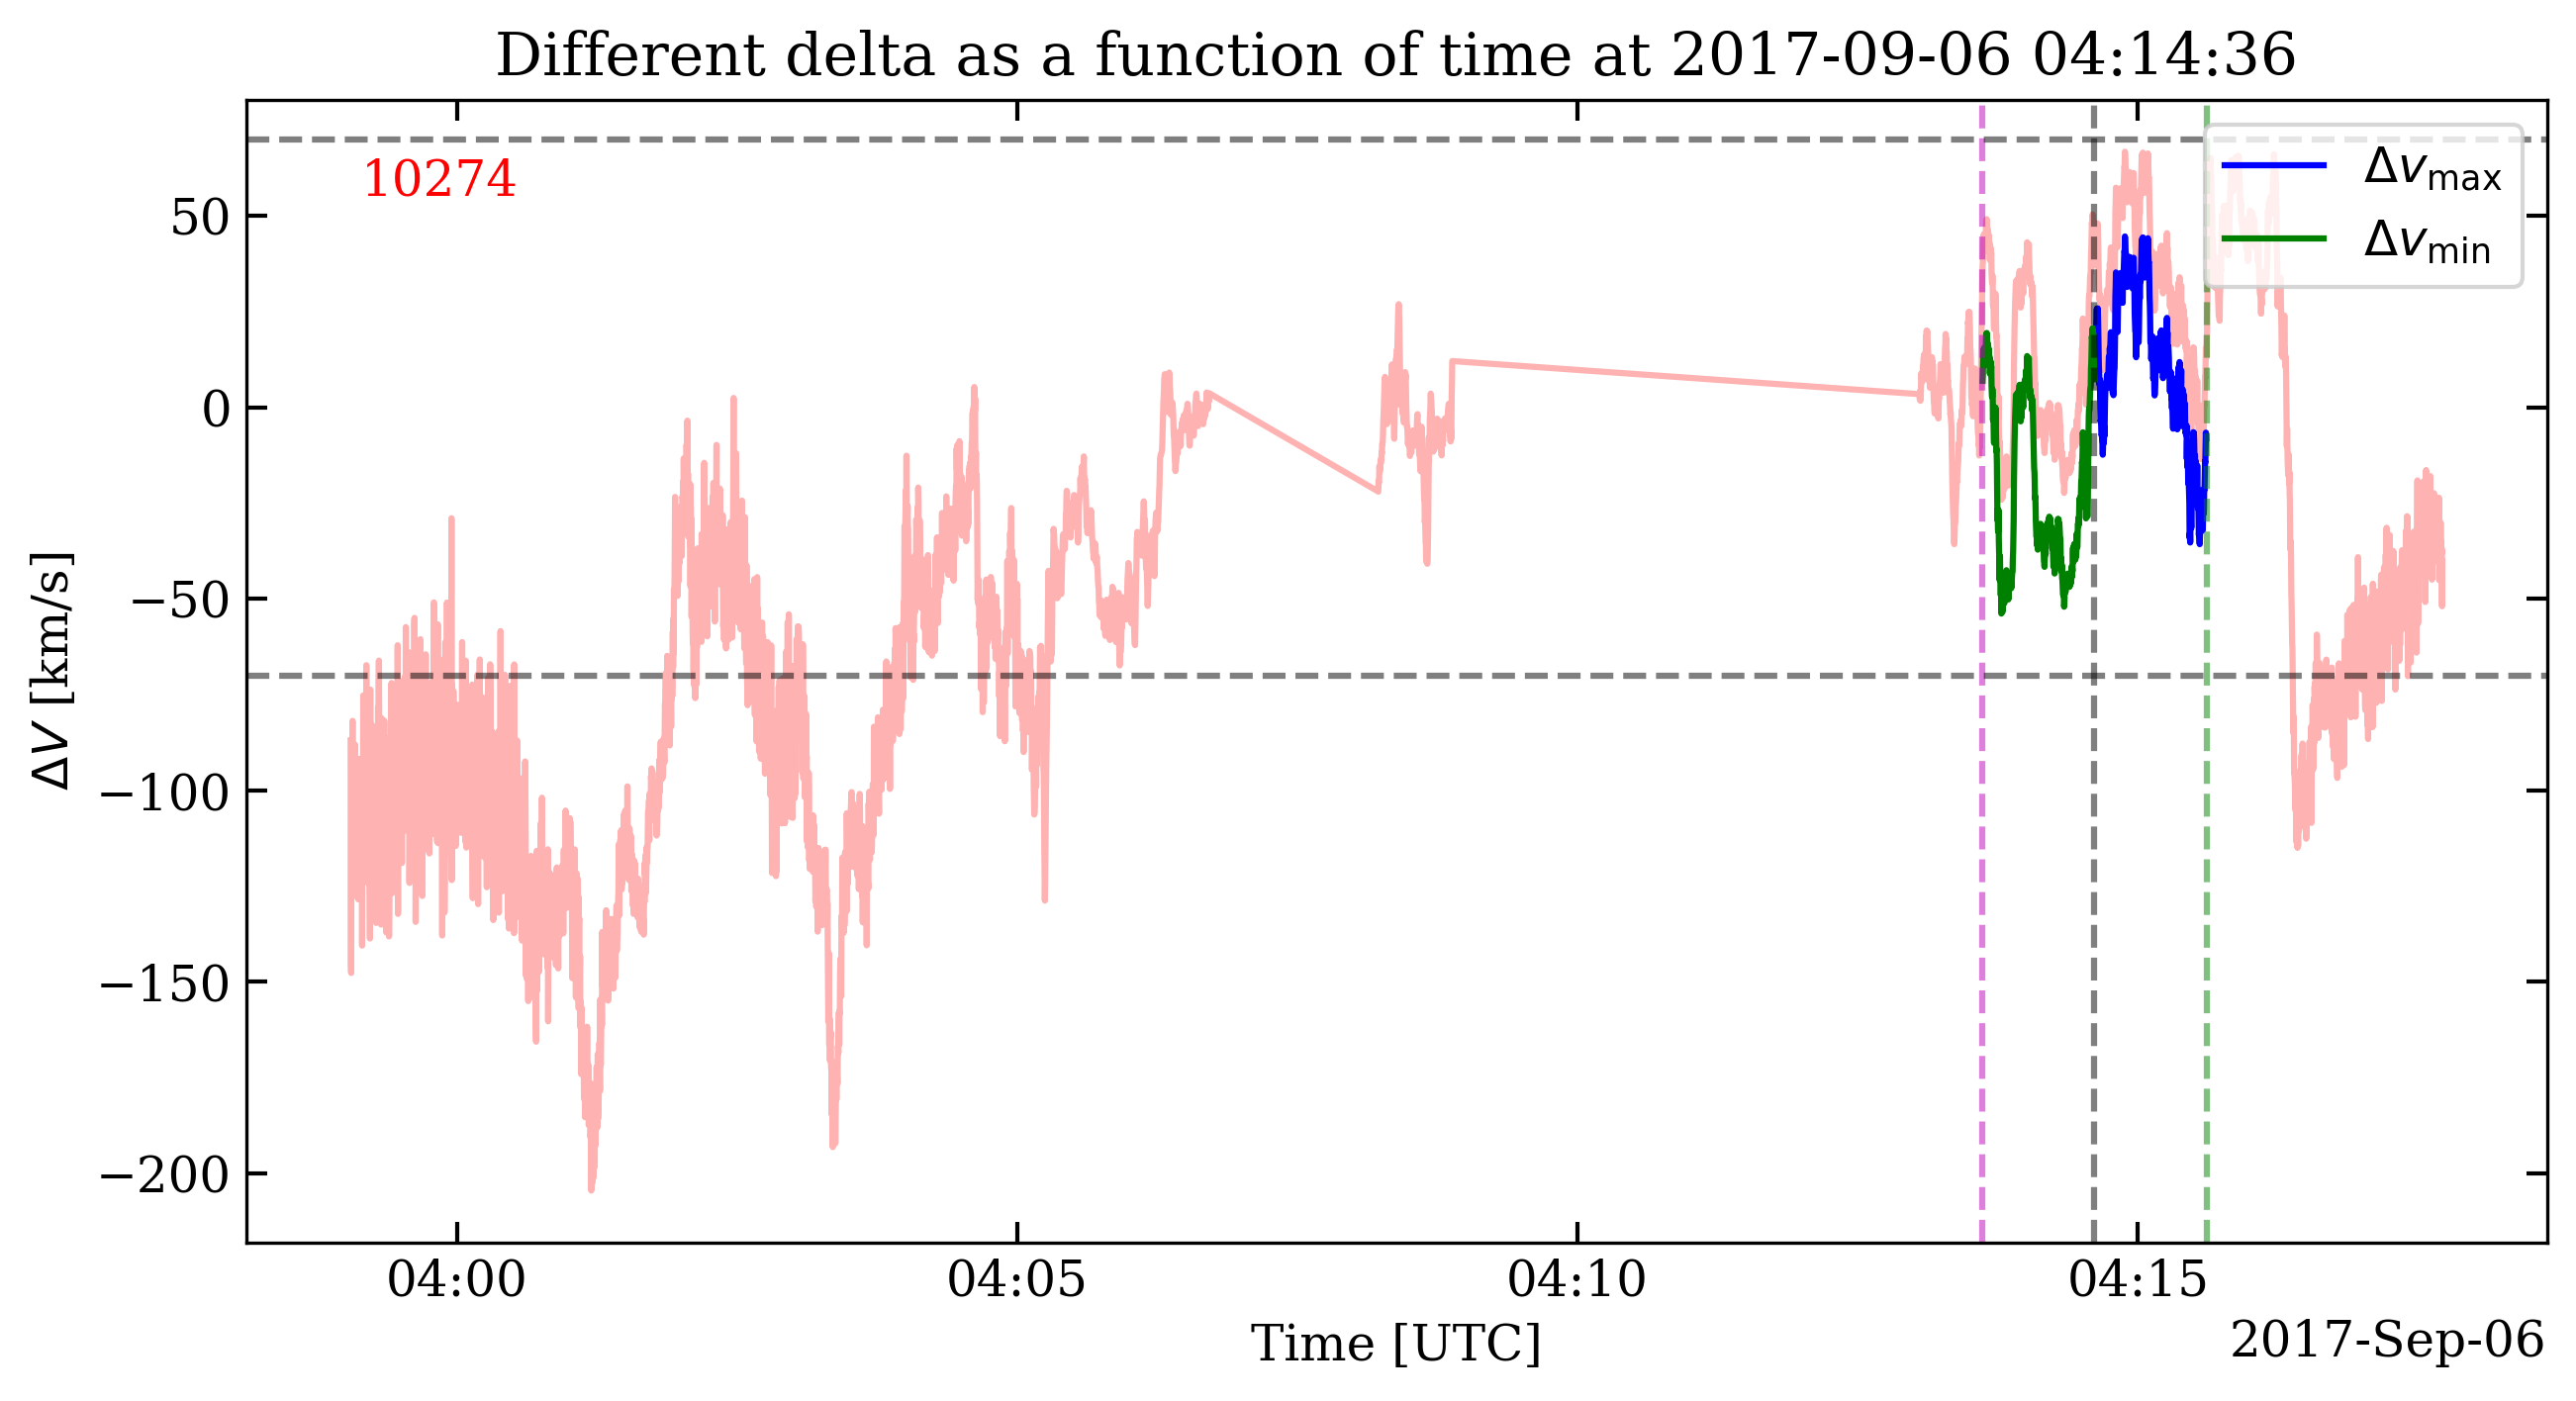 Different delta as a function of time at 2017-09-06 04:14:36
10274
Δv_max
Δv_min
50
0
−50
−100
−150
−200
ΔV [km/s]
04:00 04:05 04:10 04:15
Time [UTC]
2017-Sep-06